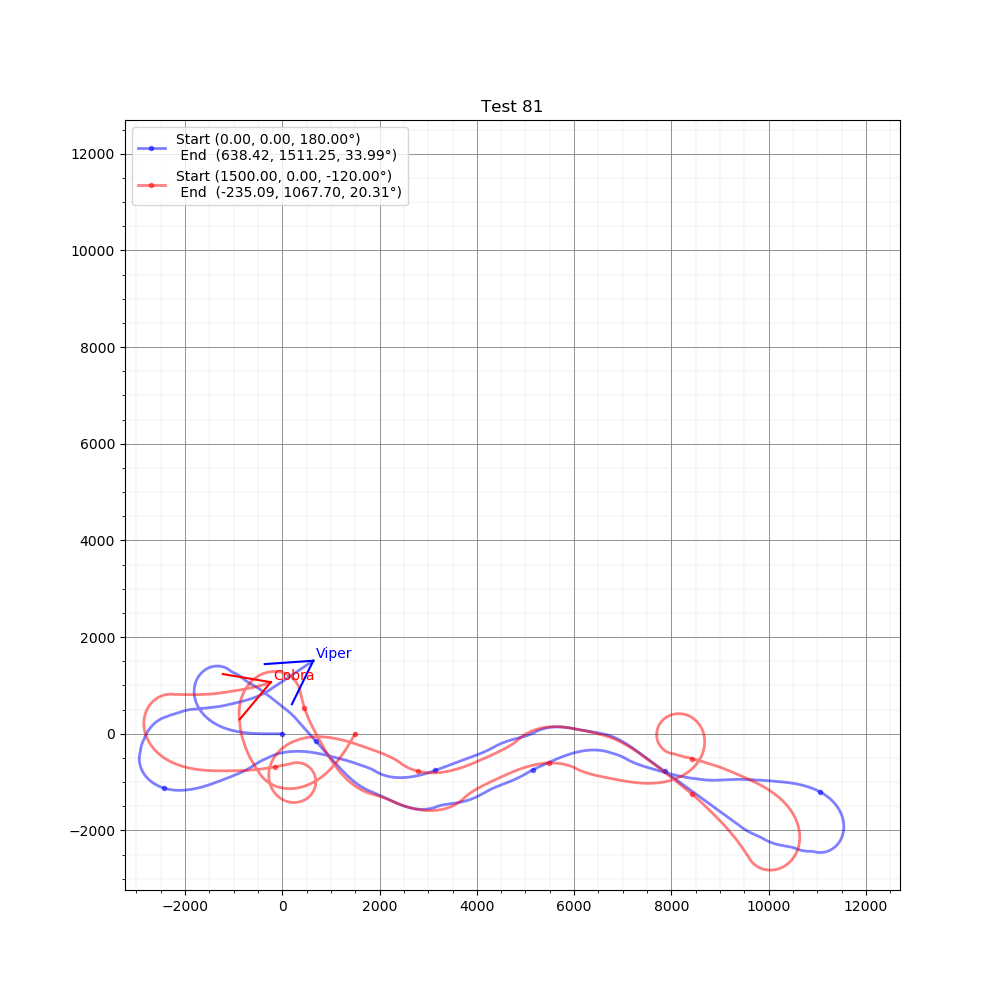 Test 81
Start (0.00, 0.00, 180.00°)
End  (638.42, 1511.25, 33.99°)
Start (1500.00, 0.00, -120.00°)
End  (-235.09, 1067.70, 20.31°)
12000
10000
8000
6000
4000
2000
0
−2000
Viper
Cobra
−2000 0 2000 4000 6000 8000 10000 12000